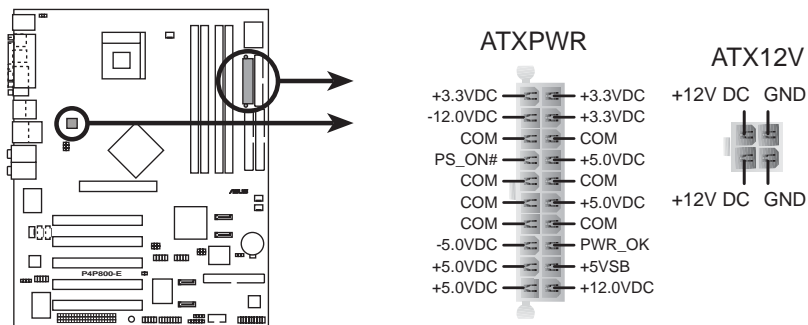 ATXPWR
+3.3VDC +3.3VDC
-12.0VDC +3.3VDC
COM COM
PS_ON# +5.0VDC
COM COM
COM +5.0VDC
COM COM
-5.0VDC PWR_OK
+5.0VDC +5VSB
+5.0VDC +12.0VDC
ATX12V
+12V DC GND
+12V DC GND
ASUS
P4P800-E